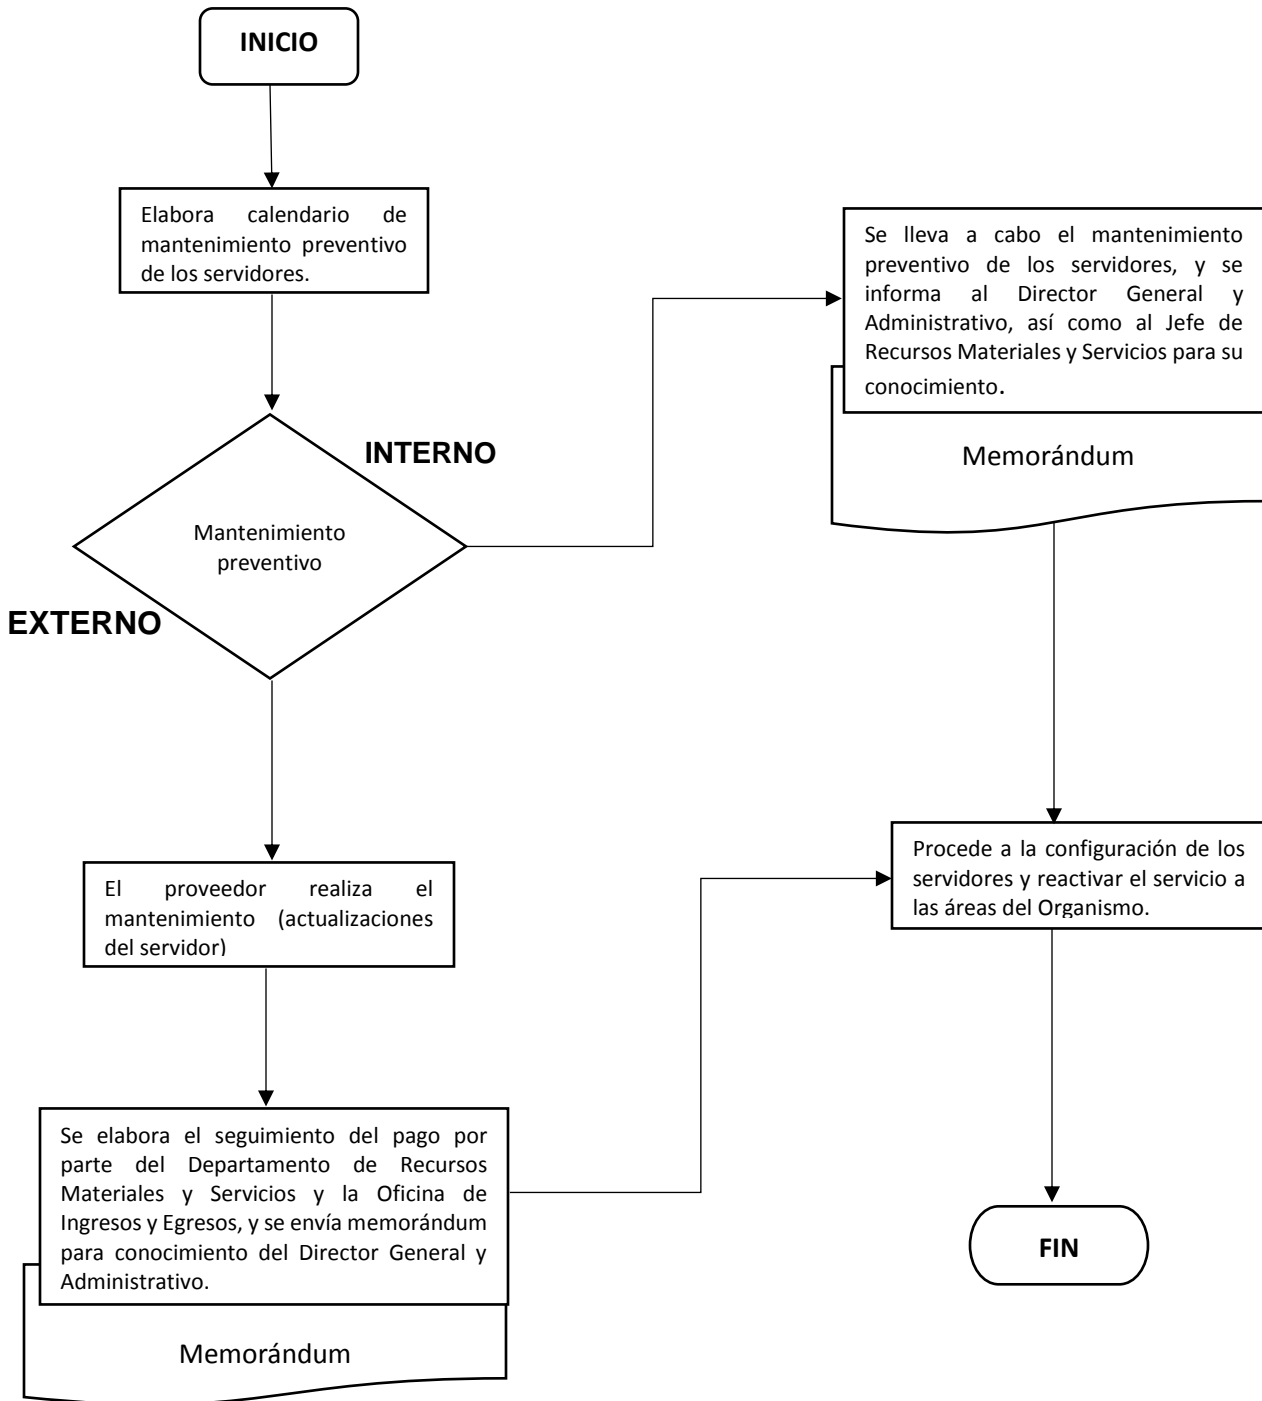 INICIO
Elabora calendario de
mantenimiento preventivo
de los servidores.
INTERNO
Mantenimiento
preventivo
EXTERNO
El proveedor realiza el
mantenimiento (actualizaciones
del servidor)
Se elabora el seguimiento del pago por
parte del Departamento de Recursos
Materiales y Servicios y la Oficina de
Ingresos y Egresos, y se envía memorándum
para conocimiento del Director General y
Administrativo.
Memorándum
Se lleva a cabo el mantenimiento
preventivo de los servidores, y se
informa al Director General y
Administrativo, así como al Jefe de
Recursos Materiales y Servicios para su
conocimiento.
Memorándum
Procede a la configuración de los
servidores y reactivar el servicio a
las áreas del Organismo.
FIN